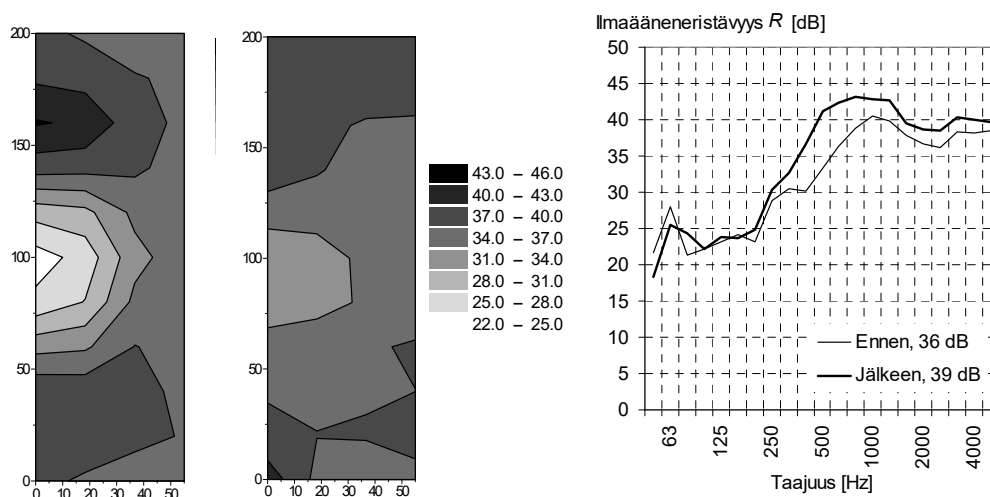 200
150
100
50
0
0 10 20 30 40 50
200
150
100
50
0
0 10 20 30 40 50
43.0 – 46.0
40.0 – 43.0
37.0 – 40.0
34.0 – 37.0
31.0 – 34.0
28.0 – 31.0
25.0 – 28.0
22.0 – 25.0
Ilmaääneneristävyys R [dB]
50
45
40
35
30
25
20
15
10
5
0
Ennen, 36 dB
Jälkeen, 39 dB
63 125 250 500 1000 2000 4000
Taajuus [Hz]